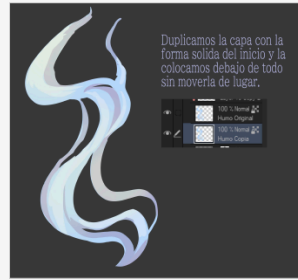 Duplicamos la capa con la
forma solida del inicio y la
colocamos debajo de todo
sin moverla de lugar.
100 % Normal
Humo Original
100 % Normal
Humo Copia